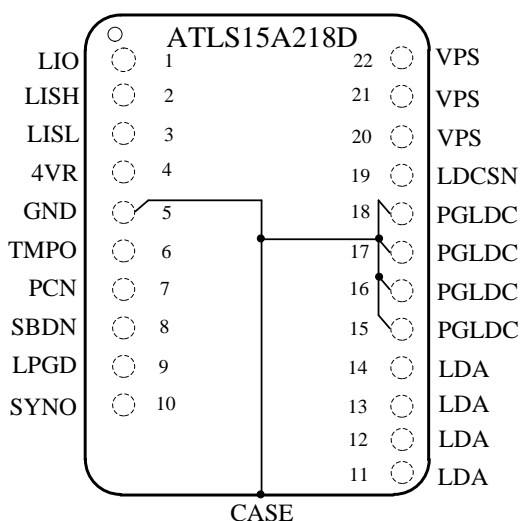 ATLS15A218D
LIO 1 22 VPS
LISH 2 21 VPS
LISL 3 20 VPS
4VR 4 19 LDCSN
GND 5 18 PGLDC
TMPO 6 17 PGLDC
PCN 7 16 PGLDC
SBDN 8 15 PGLDC
LPGD 9 14 LDA
SYNO 10 13 LDA
12 LDA
11 LDA
CASE